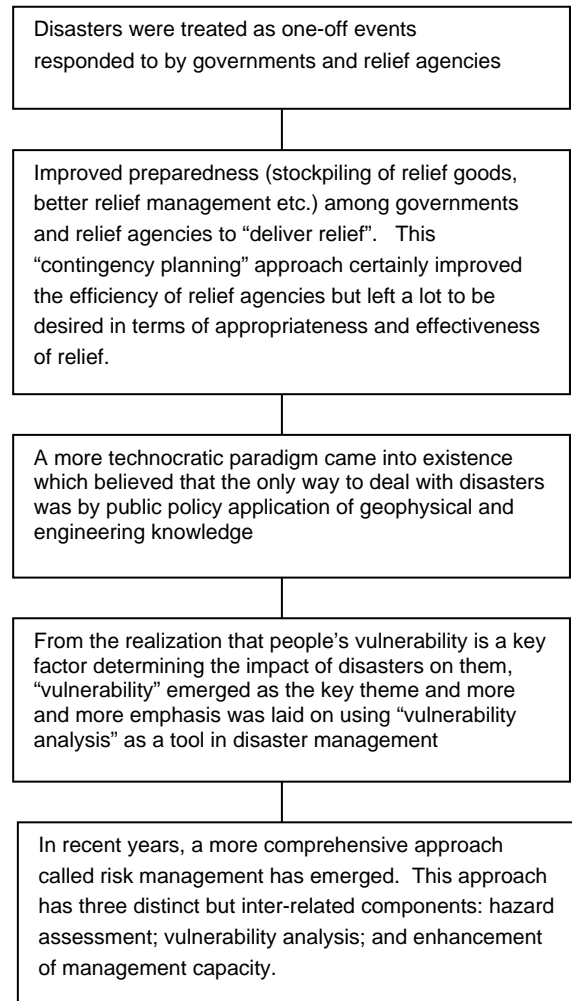 Disasters were treated as one-off events
responded to by governments and relief agencies
Improved preparedness (stockpiling of relief goods,
better relief management etc.) among governments
and relief agencies to “deliver relief”. This
“contingency planning” approach certainly improved
the efficiency of relief agencies but left a lot to be
desired in terms of appropriateness and effectiveness
of relief.
A more technocratic paradigm came into existence
which believed that the only way to deal with disasters
was by public policy application of geophysical and
engineering knowledge
From the realization that people’s vulnerability is a key
factor determining the impact of disasters on them,
“vulnerability” emerged as the key theme and more
and more emphasis was laid on using “vulnerability
analysis” as a tool in disaster management
In recent years, a more comprehensive approach
called risk management has emerged. This approach
has three distinct but inter-related components: hazard
assessment; vulnerability analysis; and enhancement
of management capacity.